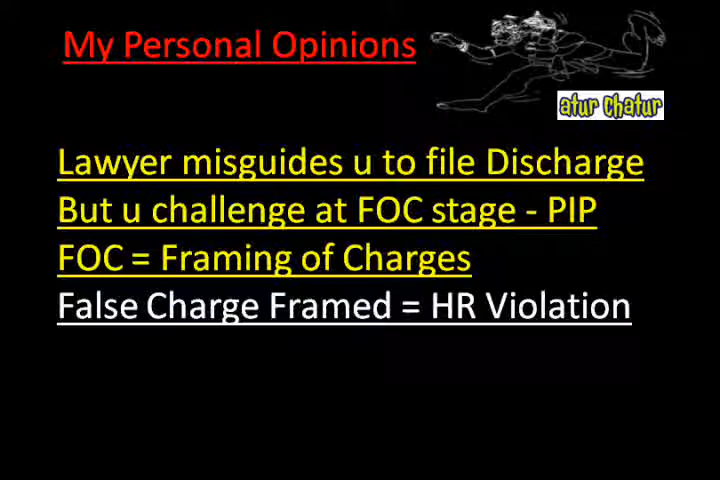 My Personal Opinions
atur chatur
Lawyer misguides u to file Discharge
But u challenge at FOC stage - PIP
FOC = Framing of Charges
False Charge Framed = HR Violation